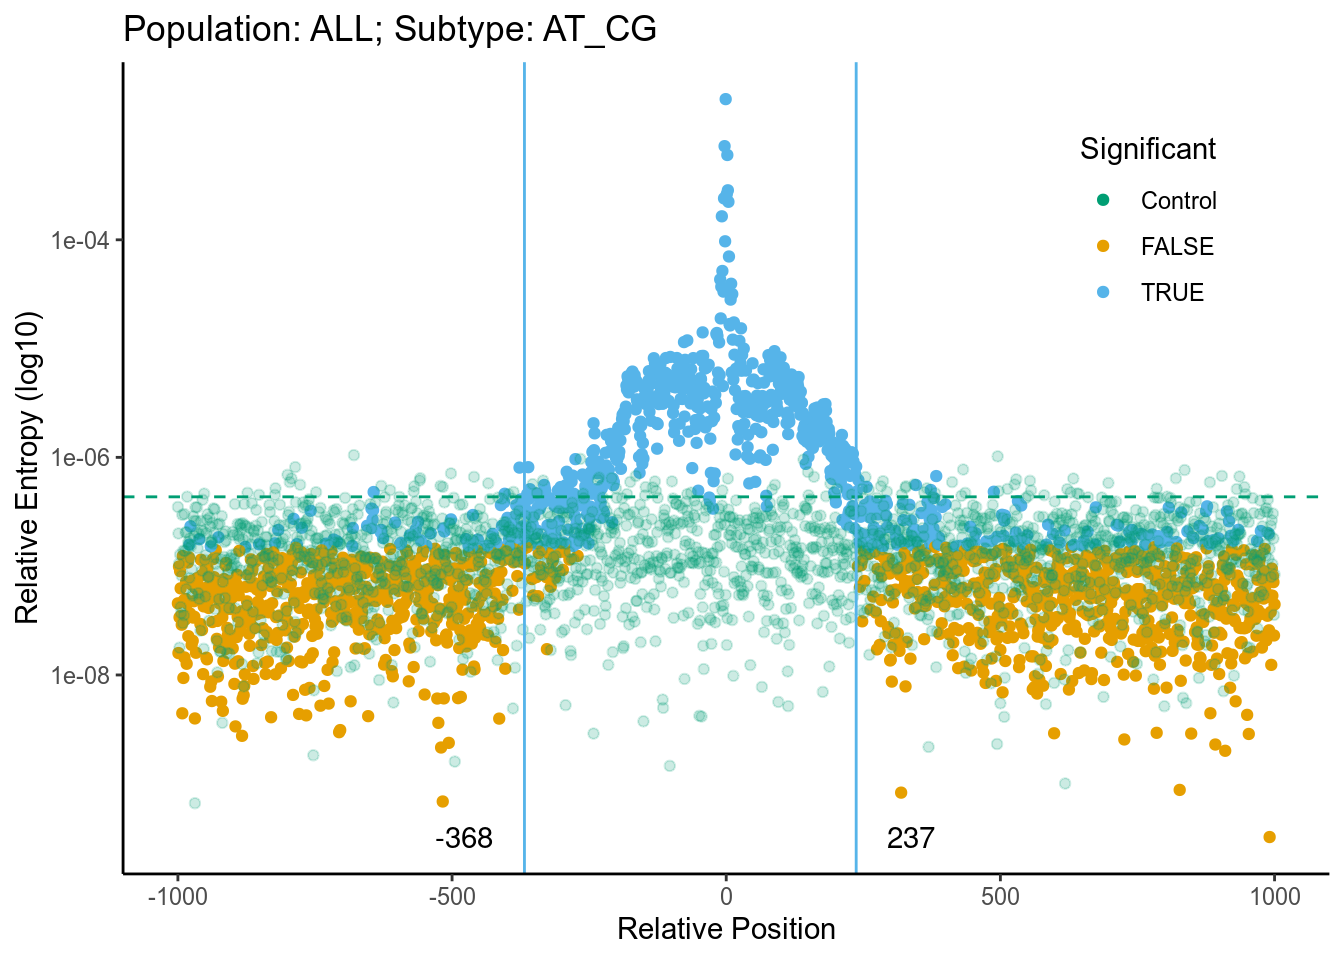 Population: ALL; Subtype: AT_CG
Significant
Control
FALSE
TRUE
Relative Entropy (log10)
1e-04
1e-06
1e-08
-368
237
-1000
-500
0
500
1000
Relative Position